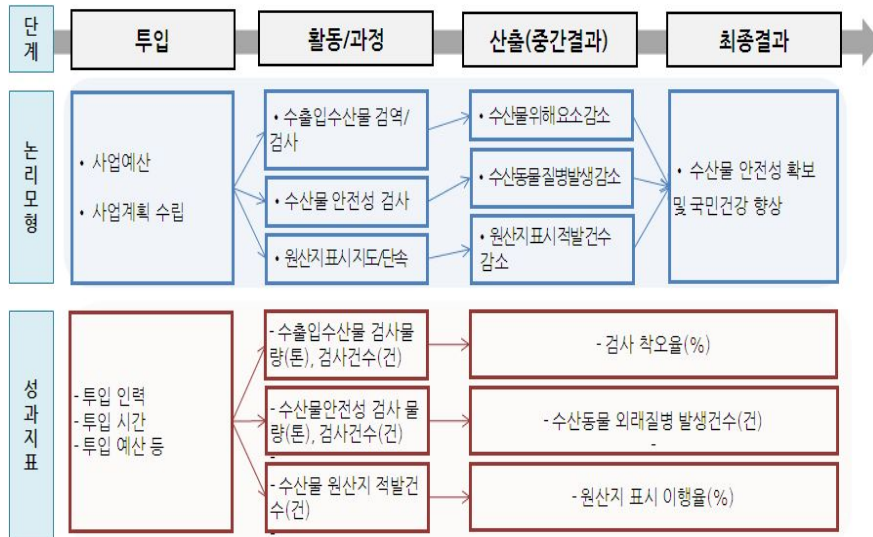 단계
투입
활동/과정
산출(중간결과)
최종결과
논리모형
• 사업예산
• 사업계획 수립
• 수출입수산물 검역/
검사
• 수산물 안전성 검사
• 원산지표시지도/단속
• 수산물위해요소감소
• 수산동물질병발생감소
• 원산지표시적발건수
감소
• 수산물 안전성 확보
및 국민건강 향상
성과지표
- 투입 인력
- 투입 시간
- 투입 예산 등
- 수출입수산물 검사물
량(톤), 검사건수(건)
- 수산물안전성 검사 물
량(톤), 검사건수(건)
-
- 수산물 원산지 적발건
수(건)
-
- 검사 착오율(%)
- 수산동물 외래질병 발생건수(건)
-
- 원산지 표시 이행율(%)